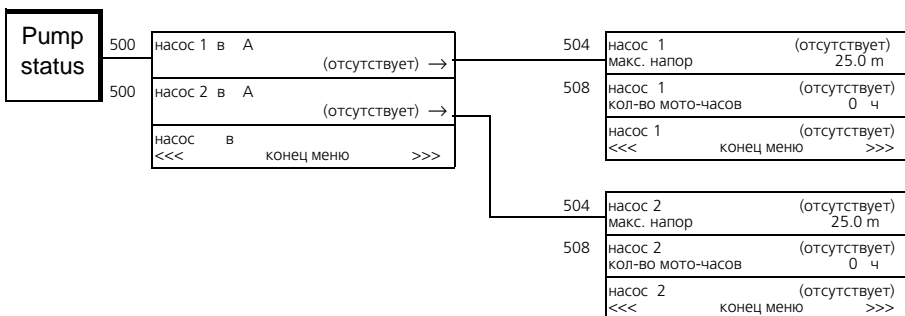 Pump
status
500
насос 1 в А
(отсутствует) →
500
насос 2 в А
(отсутствует) →
насос в
<<< конец меню >>>
504
насос 1 (отсутствует)
макс. напор 25.0 m
508
насос 1 (отсутствует)
кол-во мото-часов 0 ч
насос 1 (отсутствует)
<<< конец меню >>>
504
насос 2 (отсутствует)
макс. напор 25.0 m
508
насос 2 (отсутствует)
кол-во мото-часов 0 ч
насос 2 (отсутствует)
<<< конец меню >>>